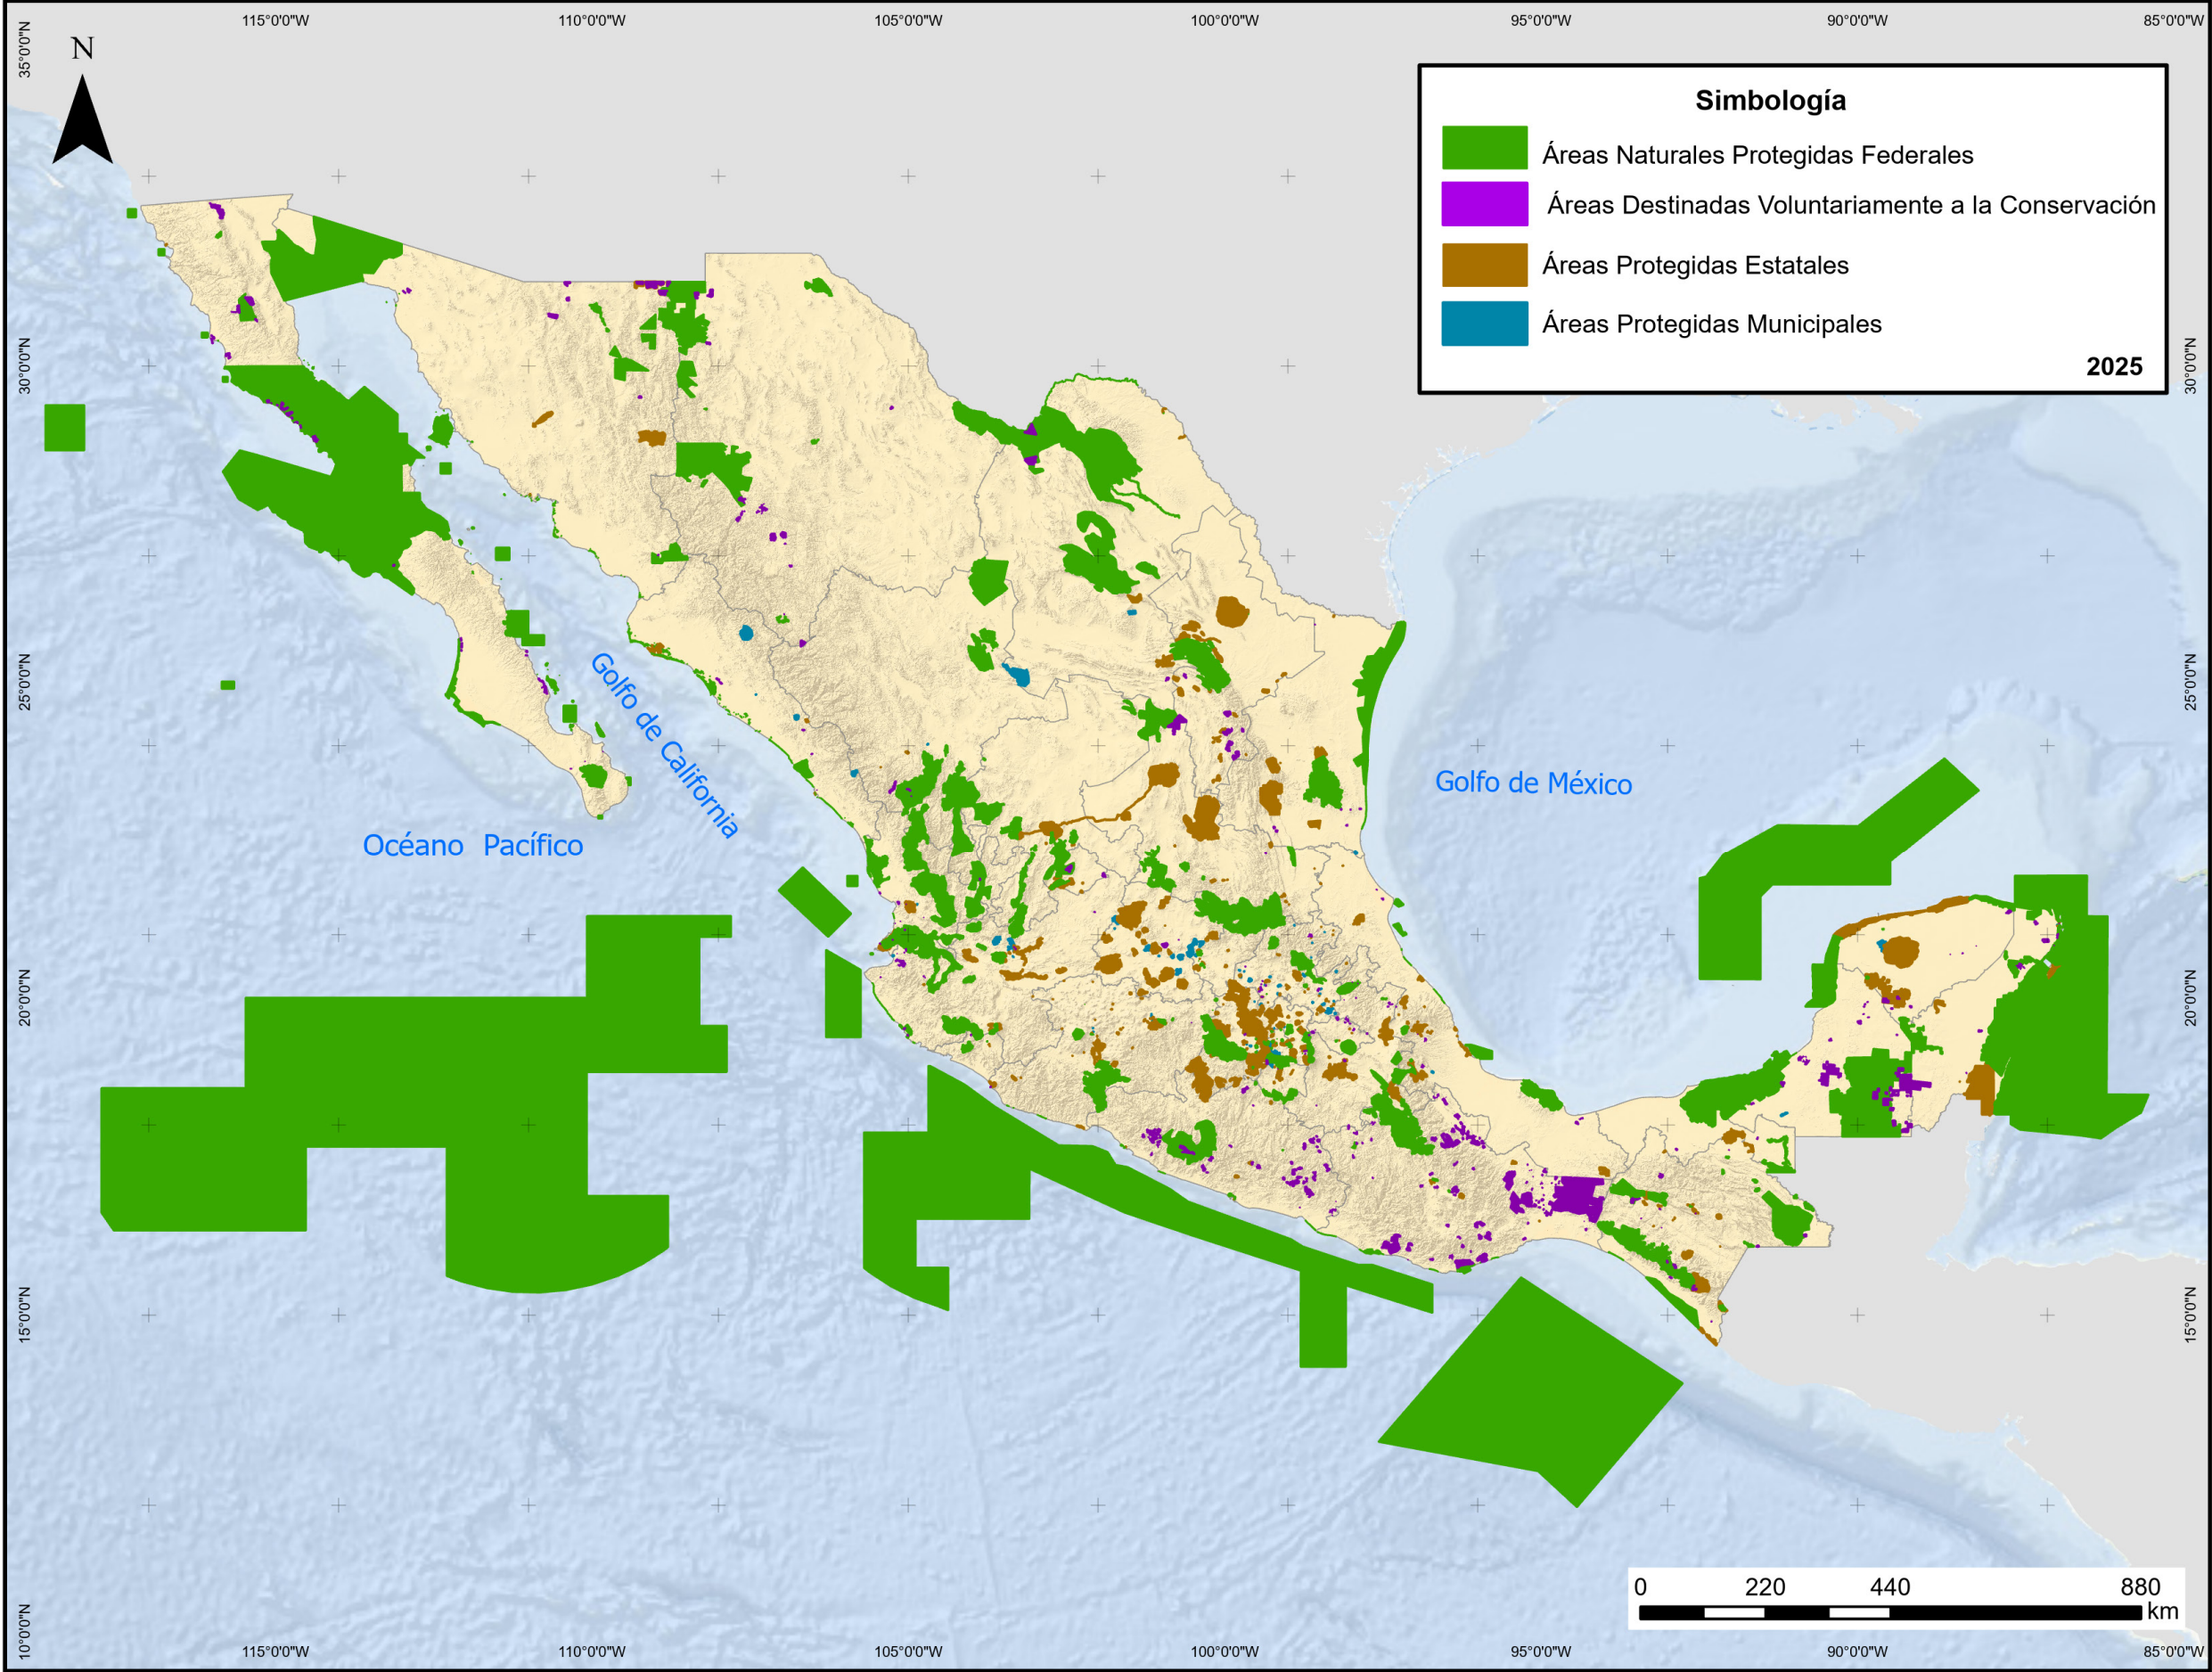 115°0'0"W 110°0'0"W 105°0'0"W 100°0'0"W 95°0'0"W 90°0'0"W 85°0'0"W
35°0'0"N
N
Simbología
Áreas Naturales Protegidas Federales
Áreas Destinadas Voluntariamente a la Conservación
Áreas Protegidas Estatales
Áreas Protegidas Municipales
2025
30°0'0"N 30°0'0"N
25°0'0"N 25°0'0"N
Golfo de California
Golfo de México
Océano Pacífico
20°0'0"N 20°0'0"N
15°0'0"N 15°0'0"N
0 220 440 880
km
10°0'0"N
115°0'0"W 110°0'0"W 105°0'0"W 100°0'0"W 95°0'0"W 90°0'0"W 85°0'0"W